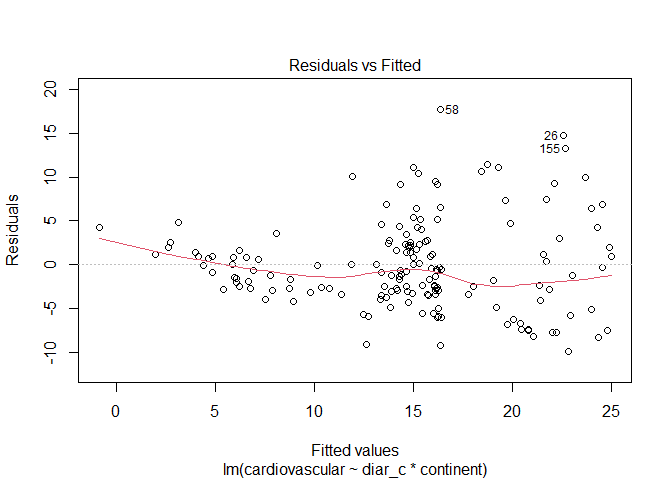 Residuals vs Fitted
Residuals
20
15
10
5
0
-5
-10
58
26
155
0 5 10 15 20 25
Fitted values
lm(cardiovascular ~ diar_c * continent)